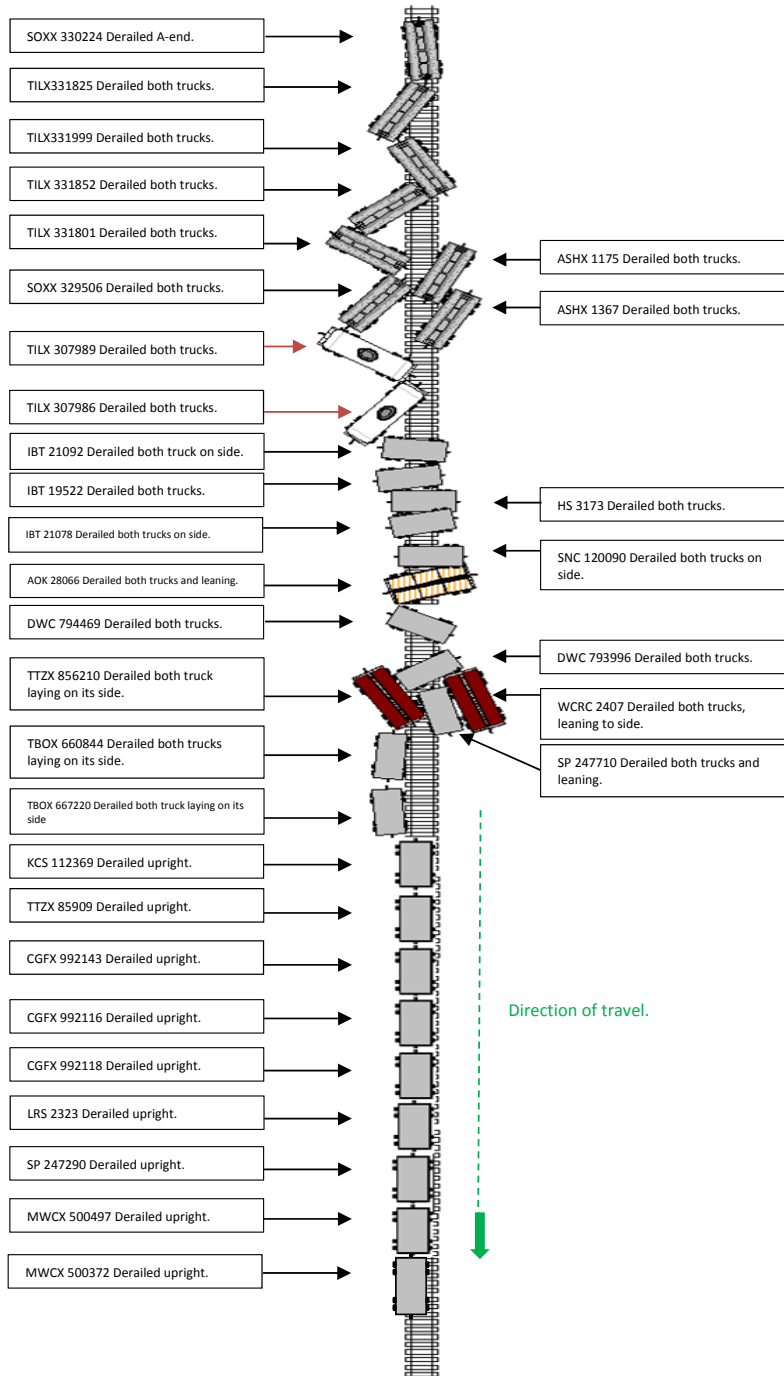 SOXX 330224 Derailed A-end.
TILX331825 Derailed both trucks.
TILX331999 Derailed both trucks.
TILX 331852 Derailed both trucks.
TILX 331801 Derailed both trucks.
ASHX 1175 Derailed both trucks.
SOXX 329506 Derailed both trucks.
ASHX 1367 Derailed both trucks.
TILX 307989 Derailed both trucks.
TILX 307986 Derailed both trucks.
IBT 21092 Derailed both truck on side.
IBT 19522 Derailed both trucks.
HS 3173 Derailed both trucks.
IBT 21078 Derailed both trucks on side.
SNC 120090 Derailed both trucks on
side.
AOK 28066 Derailed both trucks and leaning.
DWC 794469 Derailed both trucks.
DWC 793996 Derailed both trucks.
TTZX 856210 Derailed both truck
laying on its side.
WCRC 2407 Derailed both trucks,
leaning to side.
TBOX 660844 Derailed both trucks
laying on its side.
SP 247710 Derailed both trucks and
leaning.
TBOX 667220 Derailed both truck laying on its
side
KCS 112369 Derailed upright.
TTZX 85909 Derailed upright.
CGFX 992143 Derailed upright.
Direction of travel.
CGFX 992116 Derailed upright.
CGFX 992118 Derailed upright.
LRS 2323 Derailed upright.
SP 247290 Derailed upright.
MWCX 500497 Derailed upright.
MWCX 500372 Derailed upright.